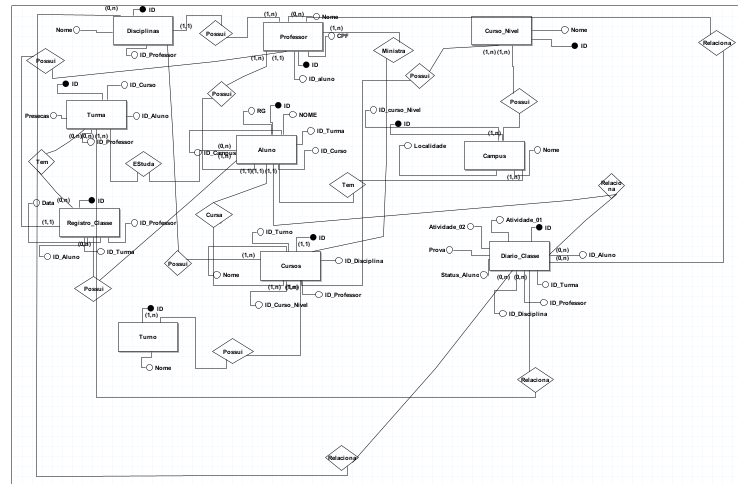 (0,n)
ID
Disciplinas
Nome
(1,1)
ID_Professor
Possui
(1,n)
(0,n)
Nome
Professor
(1,n)
CPF
(1,n)
(1,1)
ID
ID_aluno
Ministra
Curso_Nivel
Nome
ID
(1,n)
(1,n)
Relaciona
Possui
Possui
Possui
Possui
ID
ID_Curso
Turma
Presecas
ID_Aluno
(0,n)
(0,n)
(1,n)
ID_Professor
RG
ID
NOME
ID_Turma
Aluno
ID_Campus
(0,n)
(1,n)
ID_Curso
(1,1)
(1,1)
(1,1)
ID_curso_Nivel
ID
(1,n)
Localidade
Campus
Nome
(1,n)
Tem
EStuda
Tem
Relacio
na
Data
(0,n)
ID
Registro_Classe
ID_Professor
(1,1)
(0,n)
ID_Turma
ID_Aluno
Cursa
ID_Turno
ID
(1,1)
(1,n)
Cursos
ID_Disciplina
Possui
Nome
(1,n)
ID_Curso_Nivel
ID_Professor
Possui
Atividade_01
Atividade_02
ID
Prova
Diario_Classe
(0,n)
ID_Aluno
(0,n)
Status_Aluno
(0,n)
(0,n)
ID_Turma
ID_Professor
ID_Disciplina
ID
(1,n)
Turno
Nome
Possui
Relaciona
Relaciona